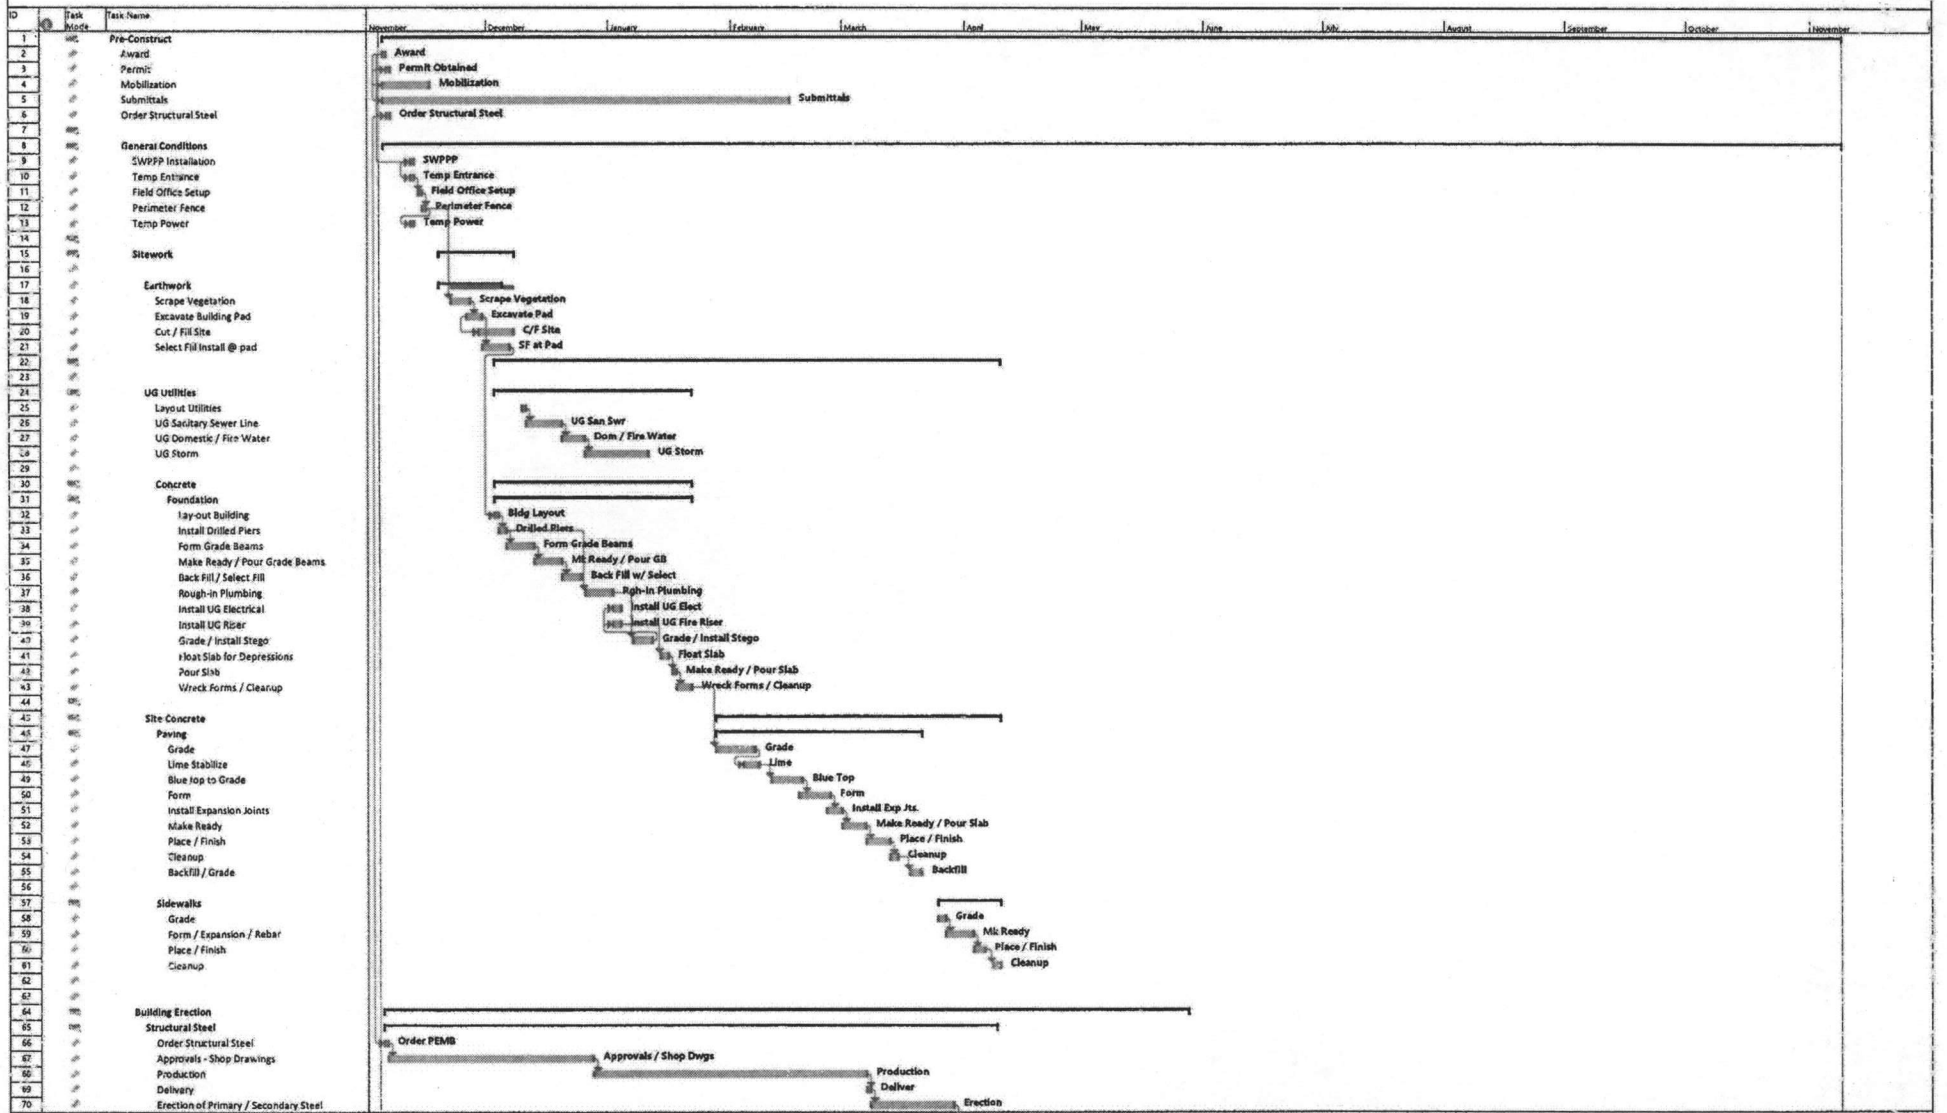 ID Task Mode Task Name November December January February March April May June July August September October November
1 Pre-Construct
2 Award Award
3 Permit Permit Obtained
4 Mobilization Mobilization
5 Submittals Submittals
6 Order Structural Steel Order Structural Steel
7
8 General Conditions
9 SWPPP Installation SWPPP
10 Temp Entrance Temp Entrance
11 Field Office Setup Field Office Setup
12 Perimeter Fence Perimeter Fence
13 Temp Power Temp Power
14
15 Sitework
16
17 Earthwork
18 Scrape Vegetation Scrape Vegetation
19 Excavate Building Pad Excavate Pad
20 Cut / Fill Site C/F Site
21 Select Fill Install @ pad SF at Pad
22
23
24 UG Utilities
25 Layout Utilities
26 UG Sanitary Sewer Line UG San Swr
27 UG Domestic / Fire Water Dom / Fire Water
28 UG Storm UG Storm
29
30 Concrete
31 Foundation
32 Lay-out Building Bldg Layout
33 Install Drilled Piers Drilled Piers
34 Form Grade Beams Form Grade Beams
35 Make Ready / Pour Grade Beams Mk Ready / Pour GB
36 Back Fill / Select Fill Back Fill w/ Select
37 Rough-in Plumbing Rgh-in Plumbing
38 Install UG Electrical Install UG Elect
39 Install UG Riser Install UG Fire Riser
40 Grade / Install Stego Grade / Install Stego
41 Float Slab for Depressions Float Slab
42 Pour Slab Make Ready / Pour Slab
43 Wreck Forms / Cleanup Wreck Forms / Cleanup
44
45 Site Concrete
46 Paving
47 Grade Grade
48 Lime Stabilize Lime
49 Blue top to Grade Blue Top
50 Form Form
51 Install Expansion Joints Install Exp Jts.
52 Make Ready Make Ready / Pour Slab
53 Place / Finish Place / Finish
54 Cleanup Cleanup
55 Backfill / Grade Backfill
56
57 Sidewalks
58 Grade Grade
59 Form / Expansion / Rebar Mk Ready
60 Place / Finish Place / Finish
61 Cleanup Cleanup
62
63
64 Building Erection
65 Structural Steel
66 Order Structural Steel Order PEMB
67 Approvals - Shop Drawings Approvals / Shop Dwgs
68 Production Production
69 Delivery Deliver
70 Erection of Primary / Secondary Steel Erection